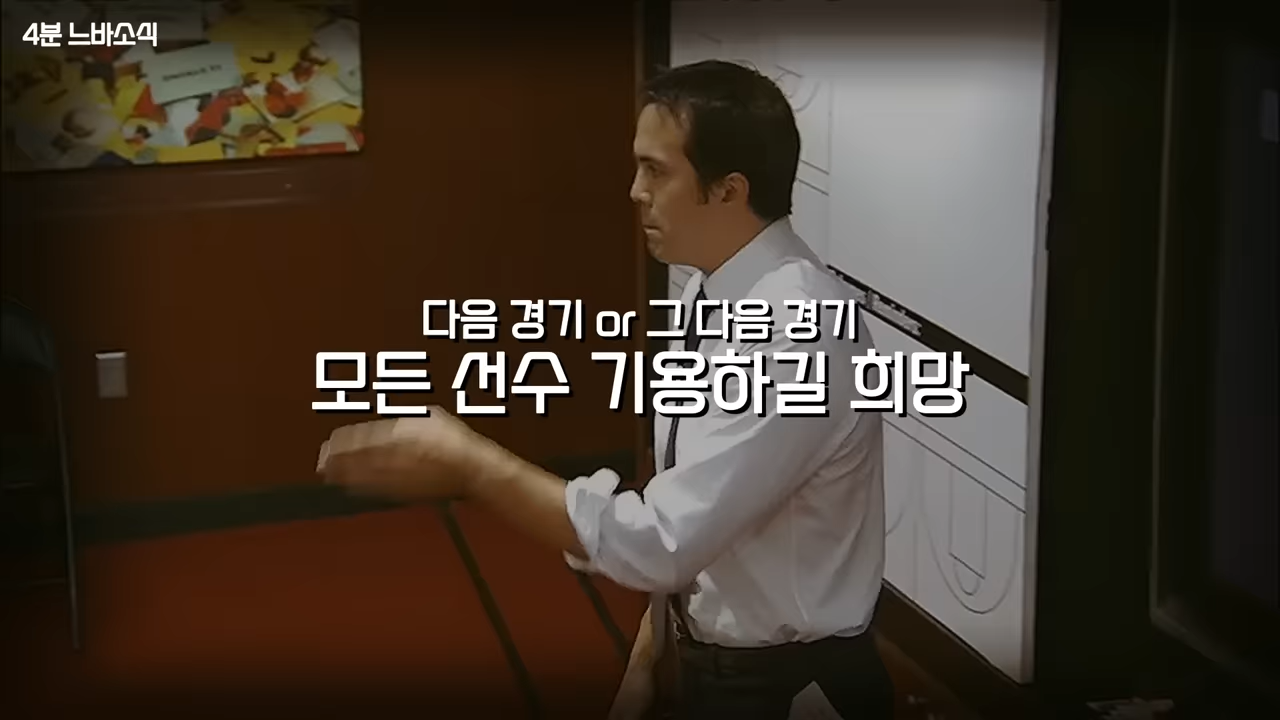 4분 느바소식
다음 경기 or 그 다음 경기
모든 선수 기용하길 희망